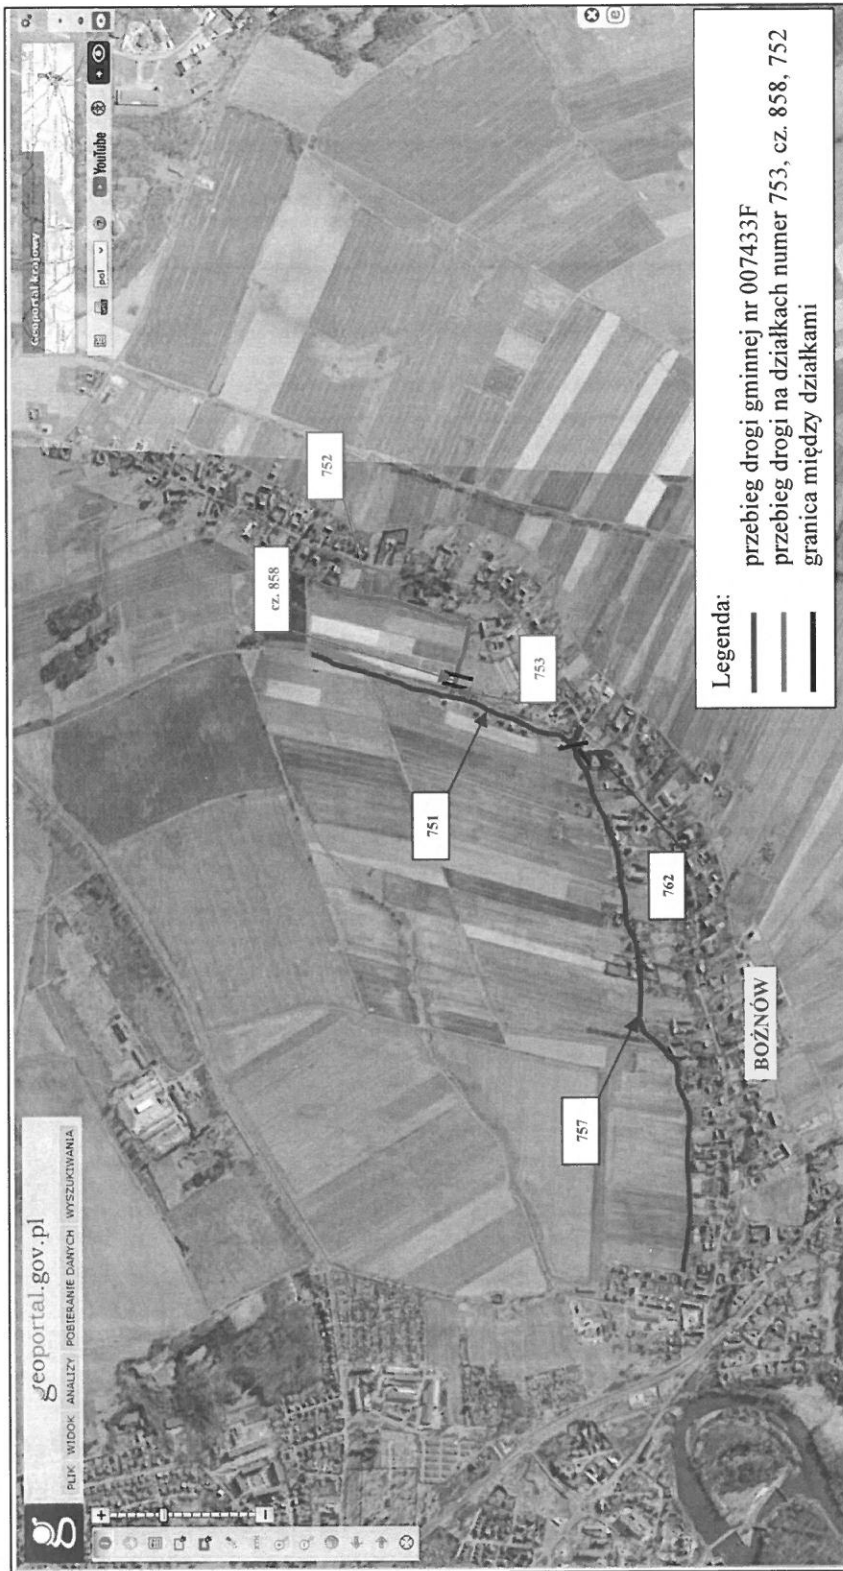 geoportal.gov.pl
PLIK WIDOK ANALIZY POBIERANIE DANYCH WYSZUKIWANIA
Geoportal krajowy
pol
YouTube
cz. 858
752
753
751
762
757
BOŻNÓW
Legenda:
przebieg drogi gminnej nr 007433F
przebieg drogi na działkach numer 753, cz. 858, 752
granica między działkami